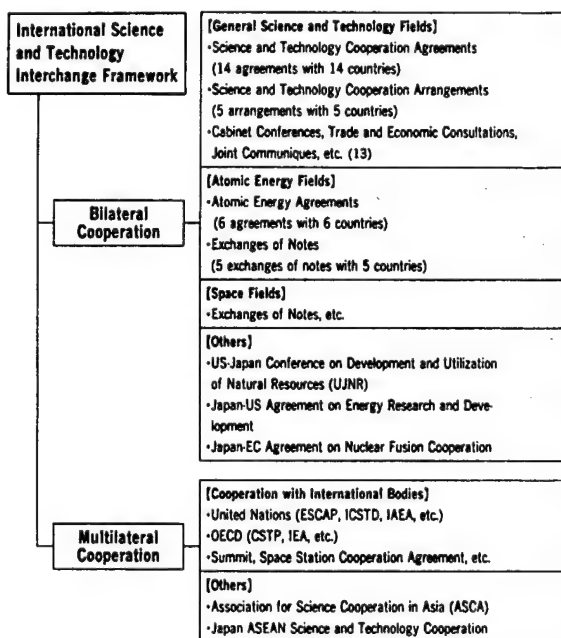 International Science
and Technology
Interchange Framework
Bilateral
Cooperation
[General Science and Technology Fields]
•Science and Technology Cooperation Agreements
(14 agreements with 14 countries)
•Science and Technology Cooperation Arrangements
(5 arrangements with 5 countries)
•Cabinet Conferences, Trade and Economic Consultations,
Joint Communiques, etc. (13)
[Atomic Energy Fields]
•Atomic Energy Agreements
(6 agreements with 6 countries)
•Exchanges of Notes
(5 exchanges of notes with 5 countries)
[Space Fields]
•Exchanges of Notes, etc.
[Others]
•US-Japan Conference on Development and Utilization
of Natural Resources (UJNR)
•Japan-US Agreement on Energy Research and Deve-
lopment
•Japan-EC Agreement on Nuclear Fusion Cooperation
Multilateral
Cooperation
[Cooperation with International Bodies]
•United Nations (ESCAP, ICSTD, IAEA, etc.)
•OECD (CSTP, IEA, etc.)
•Summit, Space Station Cooperation Agreement, etc.
[Others]
•Association for Science Cooperation in Asia (ASCA)
•Japan ASEAN Science and Technology Cooperation